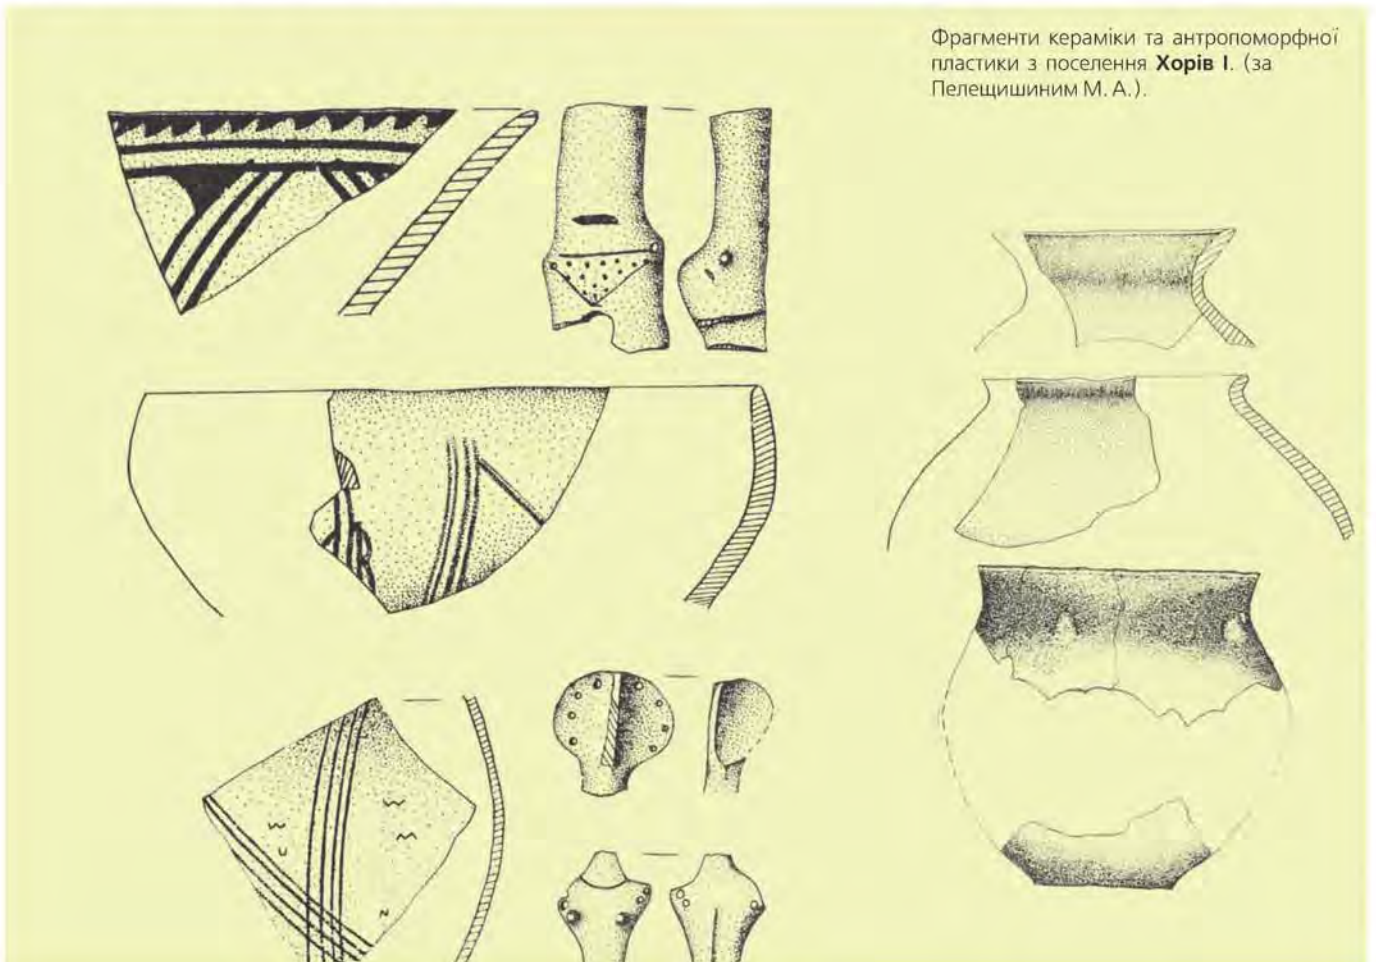 Фрагменти кераміки та антропоморфної
пластики з поселення Хорів І. (за
Пелещишиним М. А.).